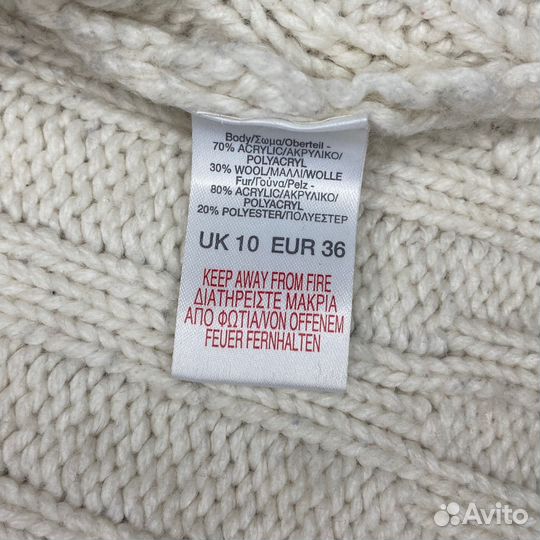 Body/Σωμα/Oberteil -
70% ACRYLIC/ΑΚΡΥΛΙΚΟ/
POLYACRYL
30% WOOL/ΜΑΛΛΙ/WOLLE
Fur/Γούνα/Pelz -
80% ACRYLIC/ΑΚΡΥΛΙΚΟ/
POLYACRYL
20% POLYESTER/ΠΟΛΥΕΣΤΕΡ
UK 10 EUR 36
KEEP AWAY FROM FIRE
ΔΙΑΤΗΡΕΙΣΤΕ ΜΑΚΡΙΑ
ΑΠΟ ΦΩΤΙΑ/VON OFFENEM
FEUER FERNHALTEN
Avito